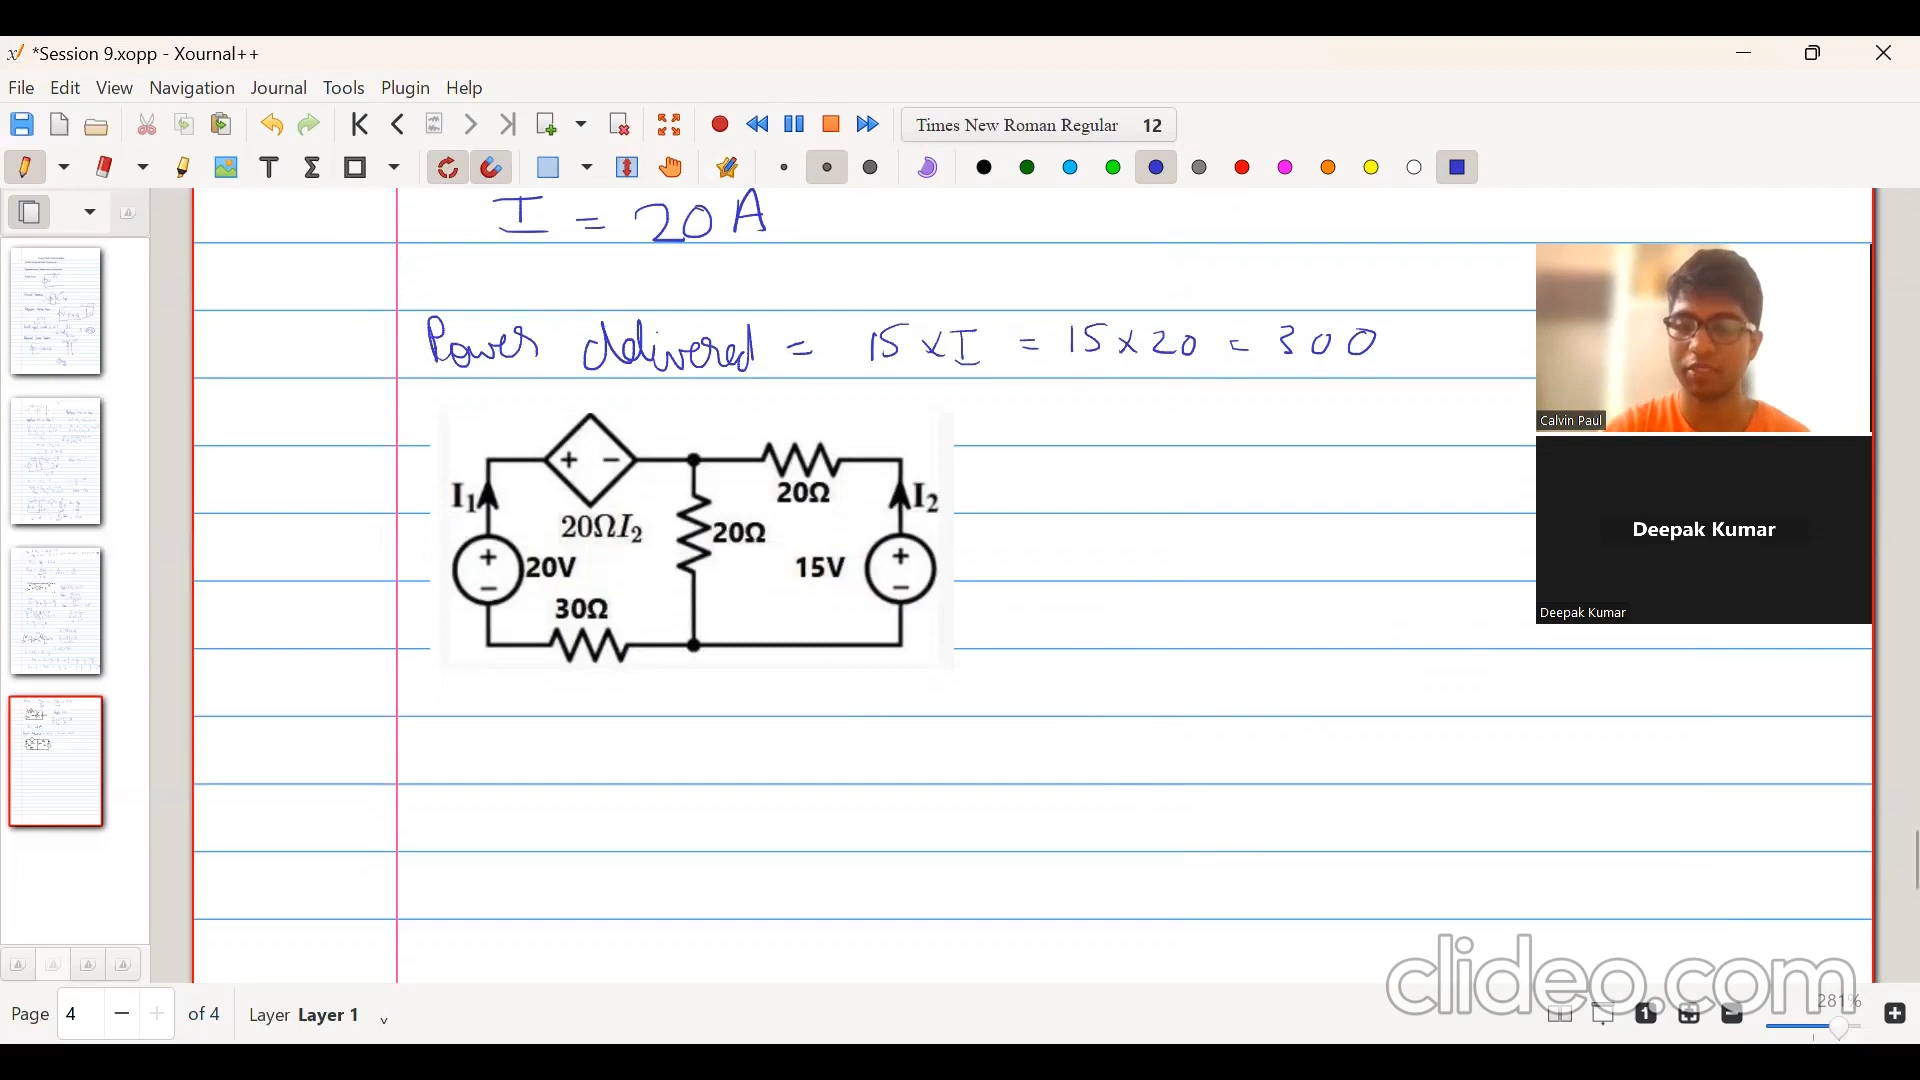 *Session 9.xopp - Xournal++
File Edit View Navigation Journal Tools Plugin Help
Times New Roman Regular 12
I = 20 A
Power delivered = 15 x I = 15 x 20 = 300
I1
+ -
20ΩI2
20Ω
I2
20Ω
+
-
20V
15V
+
-
30Ω
Calvin Paul
Deepak Kumar
Deepak Kumar
clideo.com
Page 4 of 4 Layer Layer 1
281%